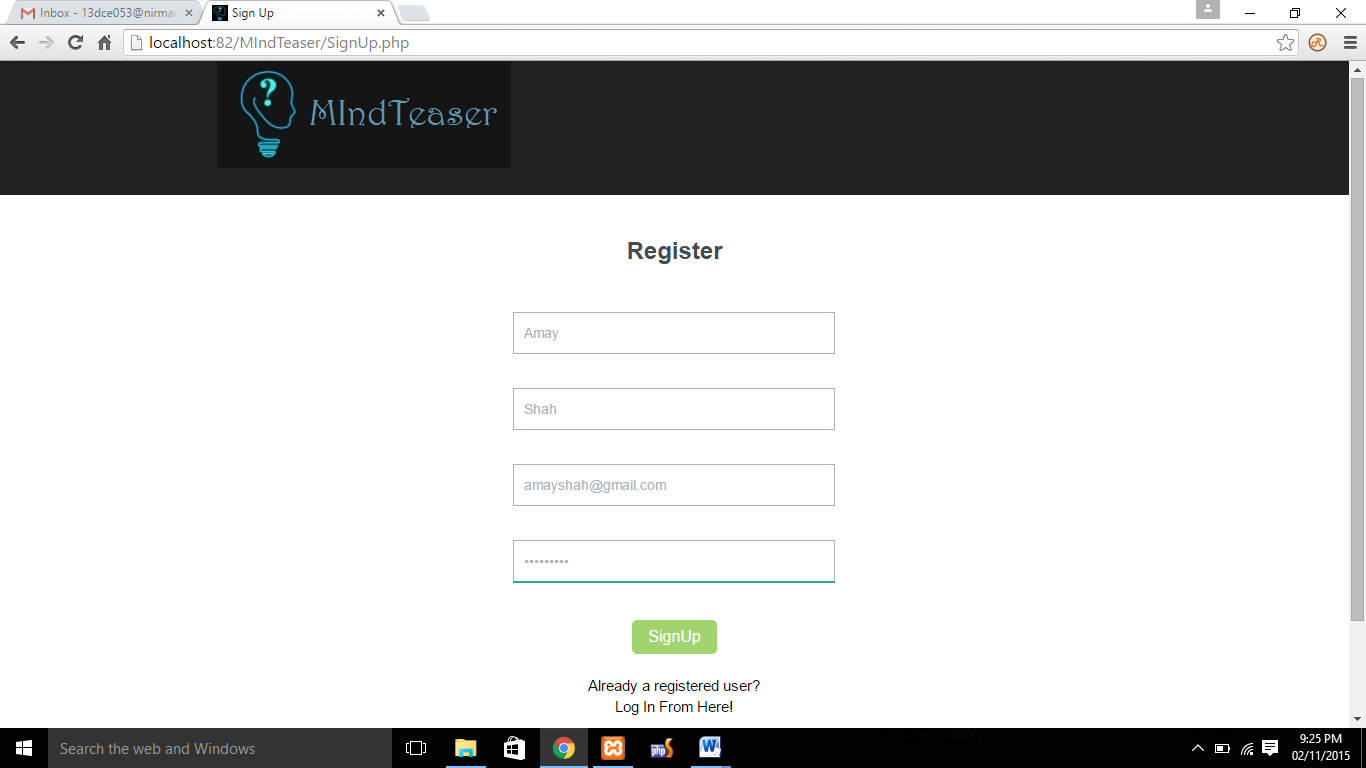 Inbox - 13dce053@nirma
Sign Up
localhost:82/MIndTeaser/SignUp.php
?
MIndTeaser
Register
Amay
Shah
amayshah@gmail.com
•••••••••
SignUp
Already a registered user?
Log In From Here!
Search the web and Windows
php
9:25 PM
02/11/2015